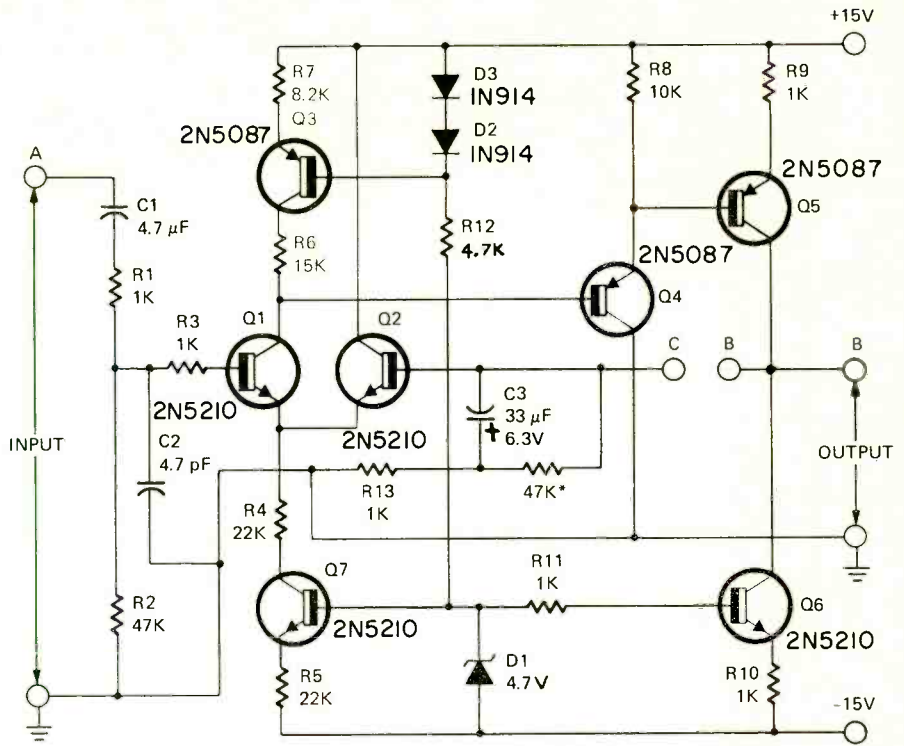 +15V
R7
8.2K
D3
IN914
R8
10K
R9
1K
Q3
2N5087
D2
IN914
2N5087
A
Q5
C1
4.7 µF
R12
4.7K
R6
15K
2N5087
Q4
R1
1K
Q1
Q2
R3
1K
C
B
B
2N5210
2N5210
C3
33 µF
+
6.3V
INPUT
C2
4.7 pF
OUTPUT
R13
1K
47K*
R4
22K
R11
1K
Q7
Q6
R2
47K
2N5210
2N5210
D1
4.7V
R5
22K
R10
1K
-15V